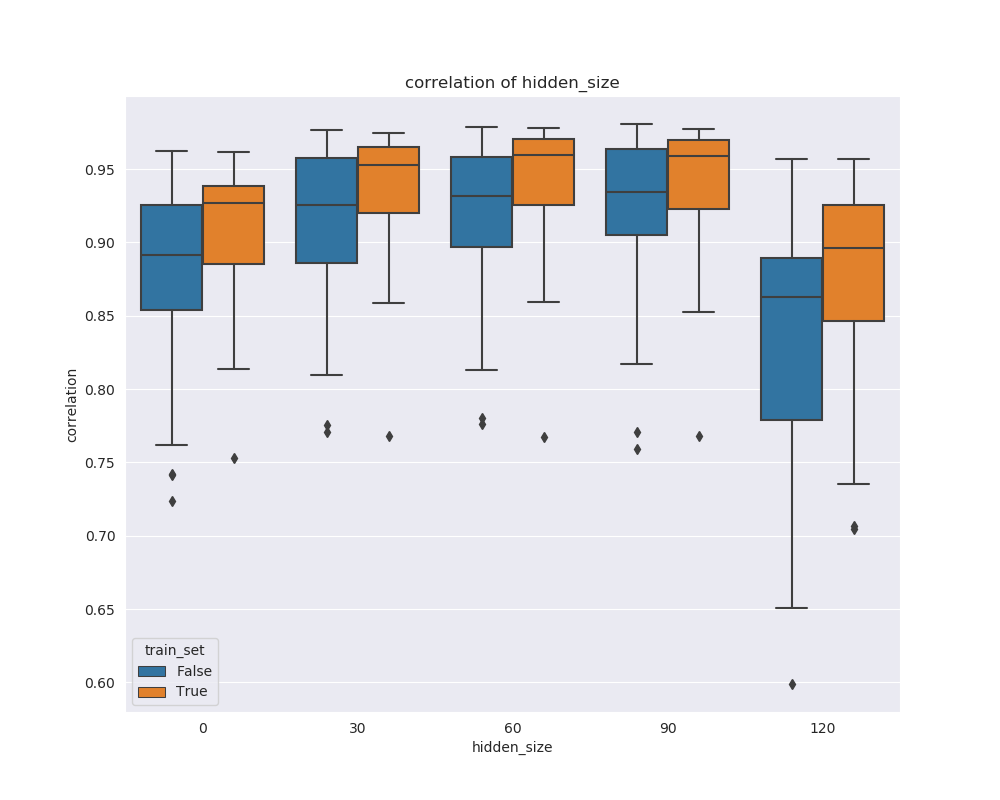 correlation of hidden_size
correlation
0.95
0.90
0.85
0.80
0.75
0.70
0.65
0.60
train_set
False
True
0 30 60 90 120
hidden_size